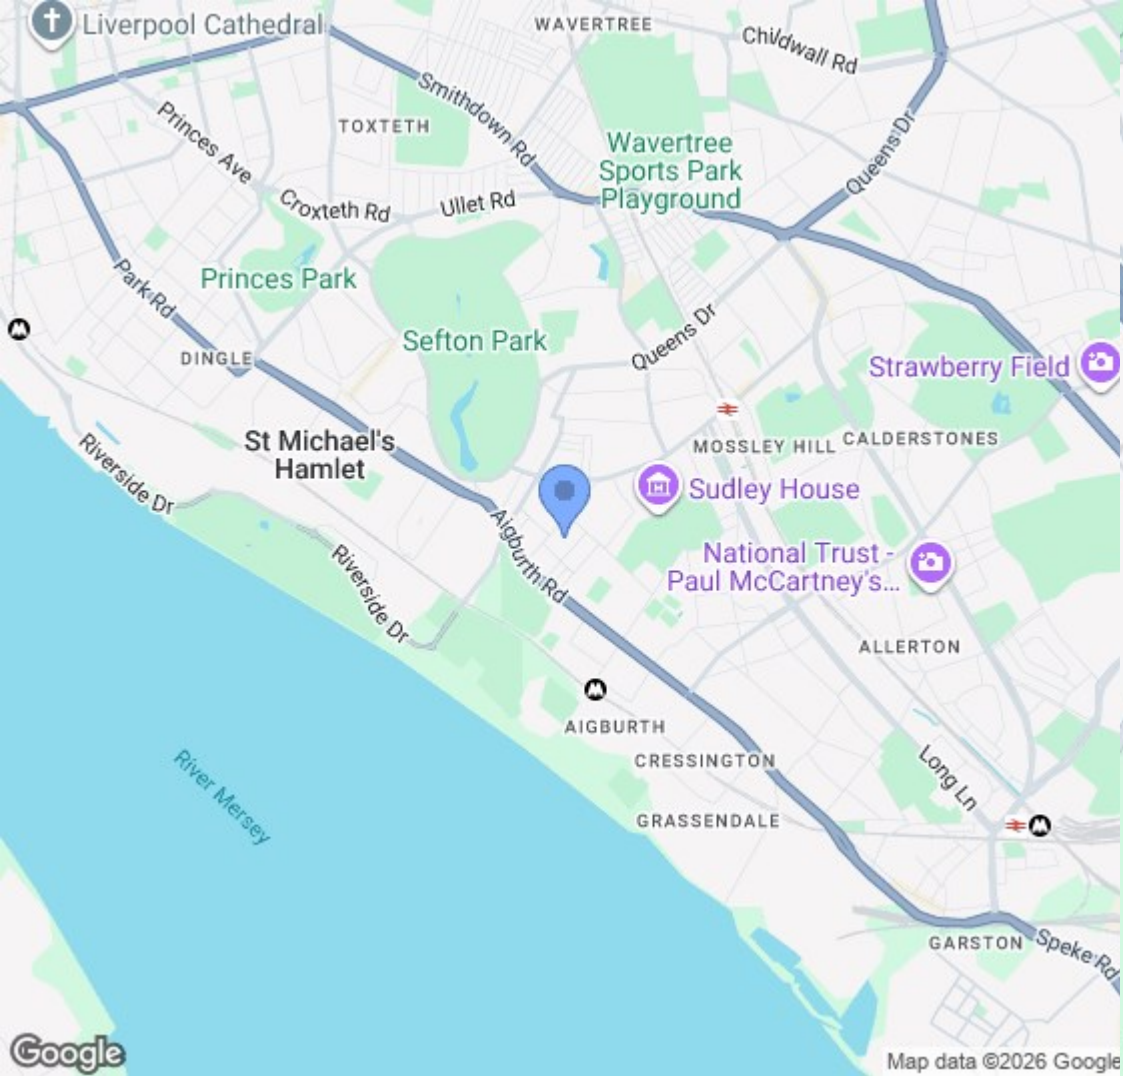 Liverpool Cathedral
WAVERTREE
Childwall Rd
Smithdown Rd
Princes Ave
TOXTETH
Queens Dr
Wavertree
Sports Park
Playground
Croxteth Rd
Ullet Rd
Princes Park
Park Rd
Sefton Park
Queens Dr
DINGLE
Strawberry Field
St Michael's
Hamlet
MOSSLEY HILL
CALDERSTONES
Riverside Dr
Sudley House
Aigburth Rd
National Trust -
Paul McCartney's...
Riverside Dr
ALLERTON
AIGBURTH
CRESSINGTON
River Mersey
Long Ln
GRASSENDALE
GARSTON
Speke Rd
Google
Map data ©2026 Google